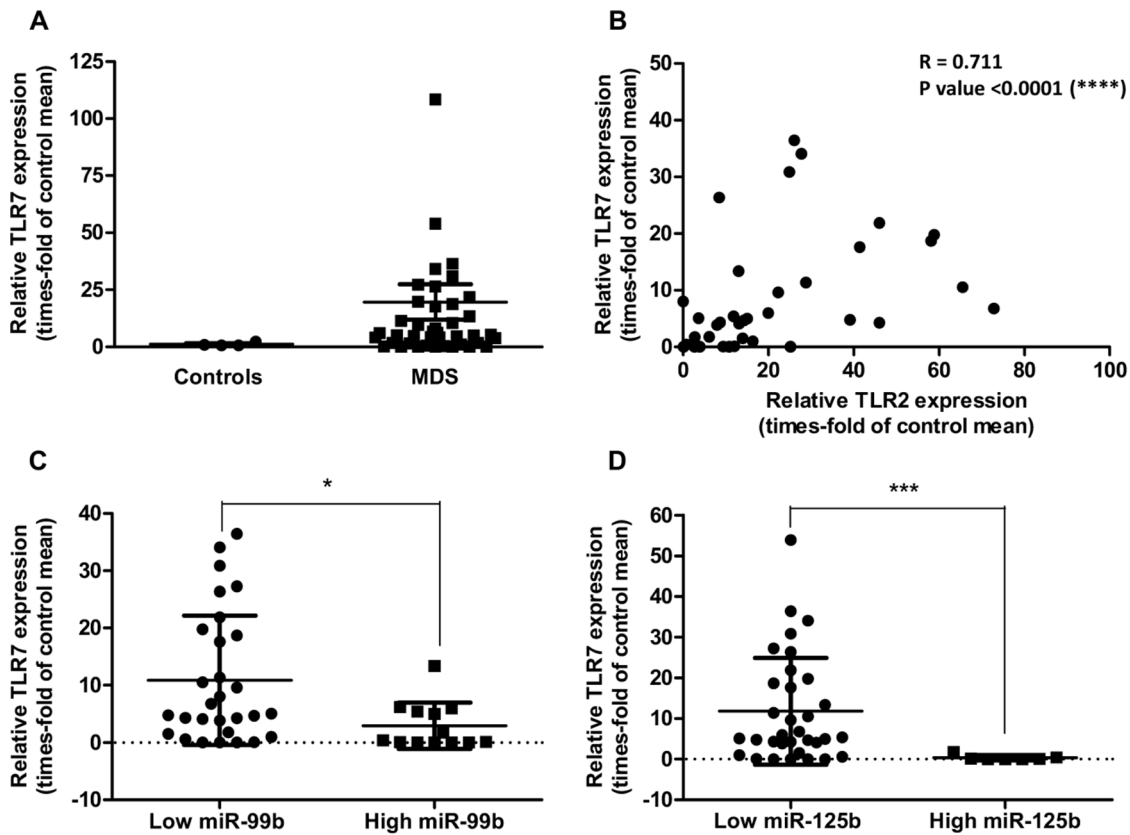 A
Relative TLR7 expression
(times-fold of control mean)
125
100
75
50
25
0
Controls
MDS
B
Relative TLR7 expression
(times-fold of control mean)
50
40
30
20
10
0
R = 0.711
P value <0.0001 (****)
0
20
40
60
80
100
Relative TLR2 expression
(times-fold of control mean)
C
Relative TLR7 expression
(times-fold of control mean)
40
30
20
10
0
-10
*
Low miR-99b
High miR-99b
D
Relative TLR7 expression
(times-fold of control mean)
60
50
40
30
20
10
0
-10
***
Low miR-125b
High miR-125b